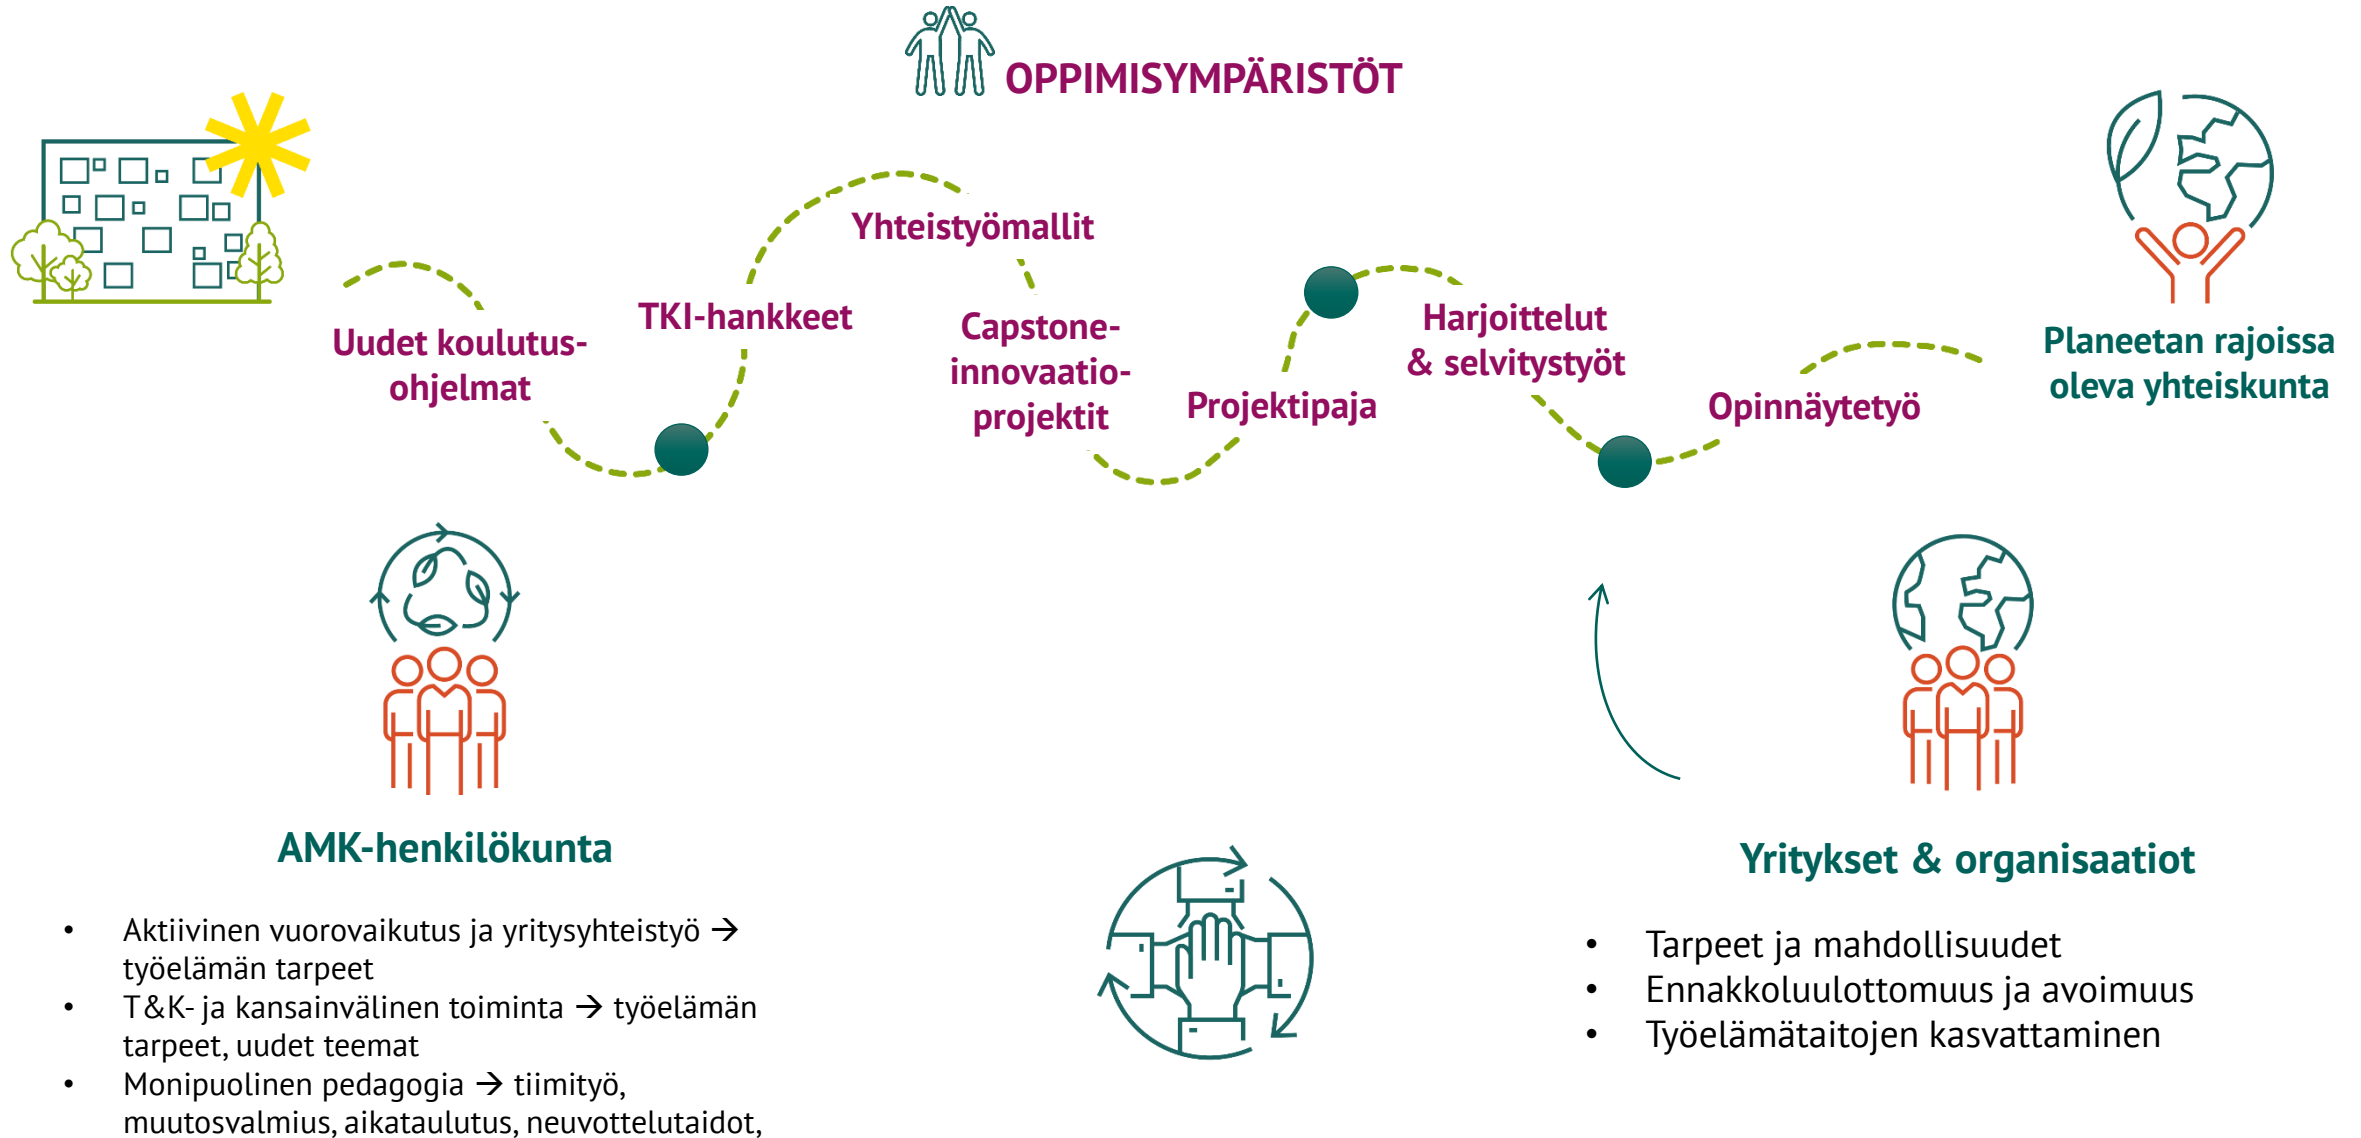 OPPIMISYMPÄRISTÖT
Uudet koulutus-
ohjelmat
TKI-hankkeet
Yhteistyömallit
Capstone-
innovaatio-
projektit
Projektipaja
Harjoittelut
& selvitystyöt
Opinnäytetyö
Planeetan rajoissa
oleva yhteiskunta
AMK-henkilökunta
• Aktiivinen vuorovaikutus ja yritysyhteistyö →
työelämän tarpeet
• T&K- ja kansainvälinen toiminta → työelämän
tarpeet, uudet teemat
• Monipuolinen pedagogia → tiimityö,
muutosvalmius, aikataulutus, neuvottelutaidot,
Yritykset & organisaatiot
• Tarpeet ja mahdollisuudet
• Ennakkoluulottomuus ja avoimuus
• Työelämätaitojen kasvattaminen